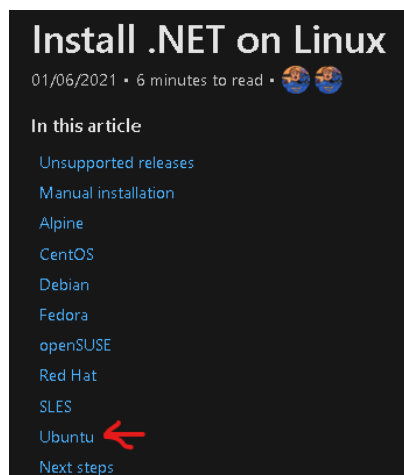 Install .NET on Linux
01/06/2021 • 6 minutes to read •
In this article
Unsupported releases
Manual installation
Alpine
CentOS
Debian
Fedora
openSUSE
Red Hat
SLES
Ubuntu
Next steps